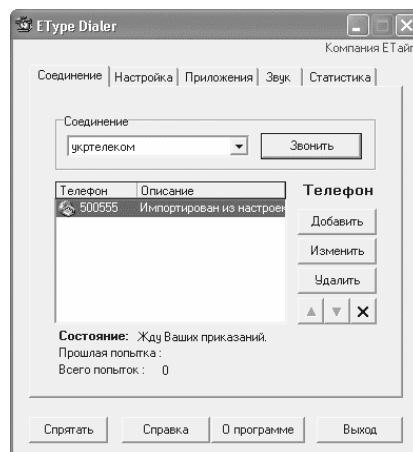 EType Dialer
Компания ЕТайп
Соединение Настройка Приложения Звук Статистика
Соединение
укртелеком Звонить
Телефон Описание Телефон
500555 Импортирован из настроек
Добавить
Изменить
Удалить
Состояние: Жду Ваших приказаний.
Прошлая попытка :
Всего попыток : 0
Спрятать Справка О программе Выход